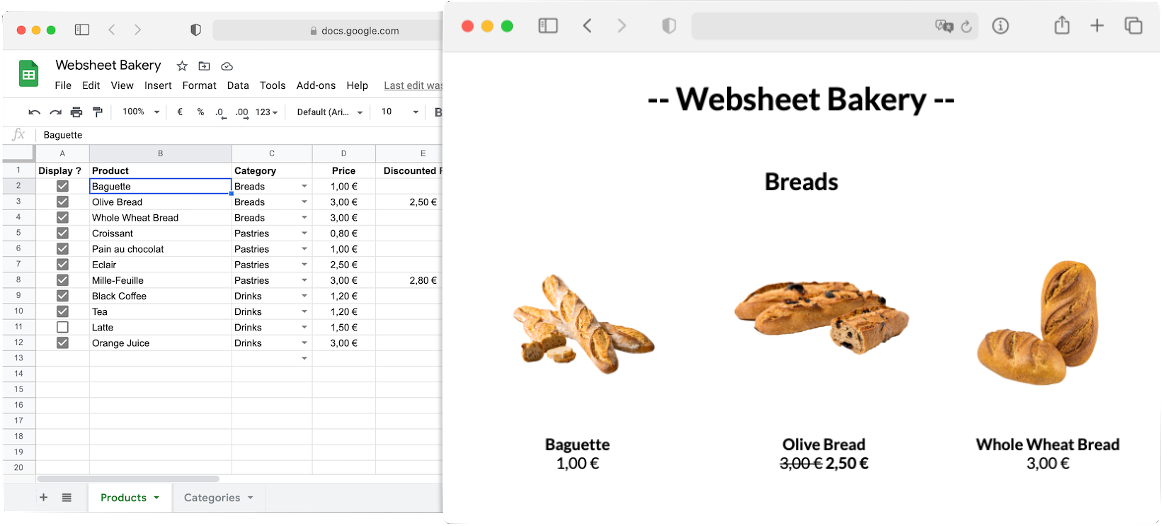 docs.google.com
Websheet Bakery
File Edit View Insert Format Data Tools Add-ons Help Last edit was
100% € % .0 .00 123 Default (Ari... 10 B
fx Baguette
A B C D E
1 Display ? Product Category Price Discounted
2 Baguette Breads 1,00 €
3 Olive Bread Breads 3,00 € 2,50 €
4 Whole Wheat Bread Breads 3,00 €
5 Croissant Pastries 0,80 €
6 Pain au chocolat Pastries 1,00 €
7 Eclair Pastries 2,50 €
8 Mille-Feuille Pastries 3,00 € 2,80 €
9 Black Coffee Drinks 1,20 €
10 Tea Drinks 1,20 €
11 Latte Drinks 1,50 €
12 Orange Juice Drinks 3,00 €
13
14
15
16
17
18
19
20
Products Categories
-- Websheet Bakery --
Breads
Baguette Olive Bread Whole Wheat Bread
1,00 € 3,00 € 2,50 € 3,00 €